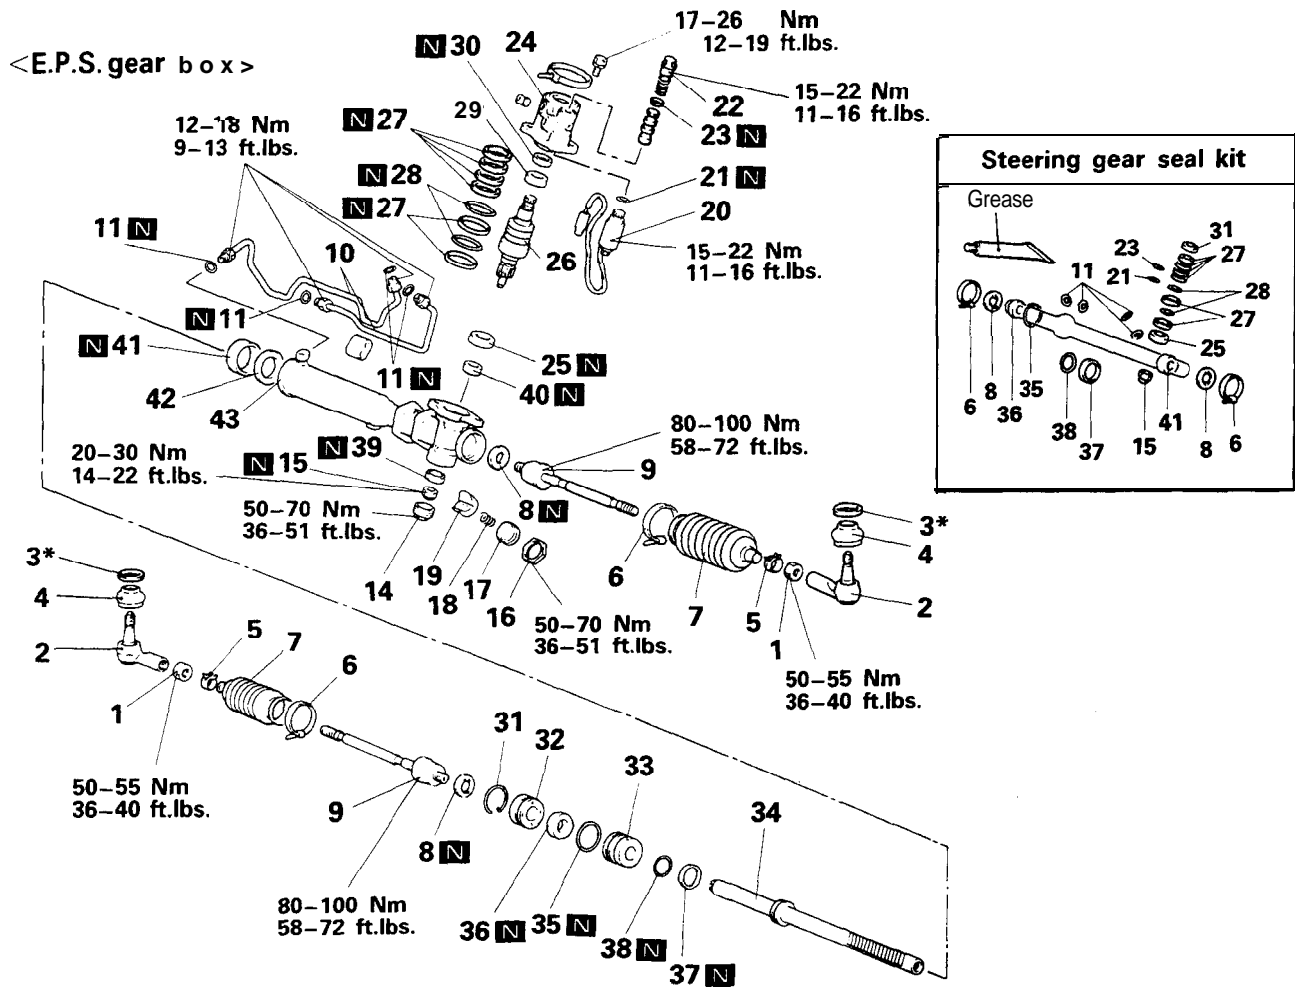 <E.P.S. gear box>
17–26 Nm
12–19 ft.lbs.
N 30 24
15–22 Nm
11–16 ft.lbs.
22
23 N
29
N 27
12–18 Nm
9–13 ft.lbs.
N 28
21 N
N 27
20
11 N
10
26
15–22 Nm
11–16 ft.lbs.
N 11
N 41
25 N
42
11 N
40 N
43
80–100 Nm
58–72 ft.lbs.
20–30 Nm
14–22 ft.lbs.
N 39
N 15
9
8 N
50–70 Nm
36–51 ft.lbs.
3*
4
6
14
19
18
17
16
7
5
1
2
50–70 Nm
36–51 ft.lbs.
50–55 Nm
36–40 ft.lbs.
3*
4
2
5
7
6
1
50–55 Nm
36–40 ft.lbs.
9
31
32
33
34
8 N
80–100 Nm
58–72 ft.lbs.
36 N
35 N
38 N
37 N
Steering gear seal kit
Grease
31
23
27
11
21
28
27
25
6
8
36
35
38
37
15
41
8
6